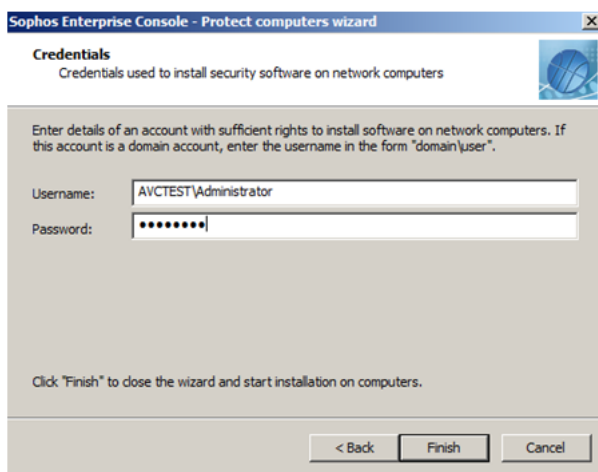 Sophos Enterprise Console - Protect computers wizard
Credentials
Credentials used to install security software on network computers
Enter details of an account with sufficient rights to install software on network computers. If
this account is a domain account, enter the username in the form "domain\user".
Username: AVCTEST\Administrator
Password: ••••••••
Click "Finish" to close the wizard and start installation on computers.
< Back Finish Cancel